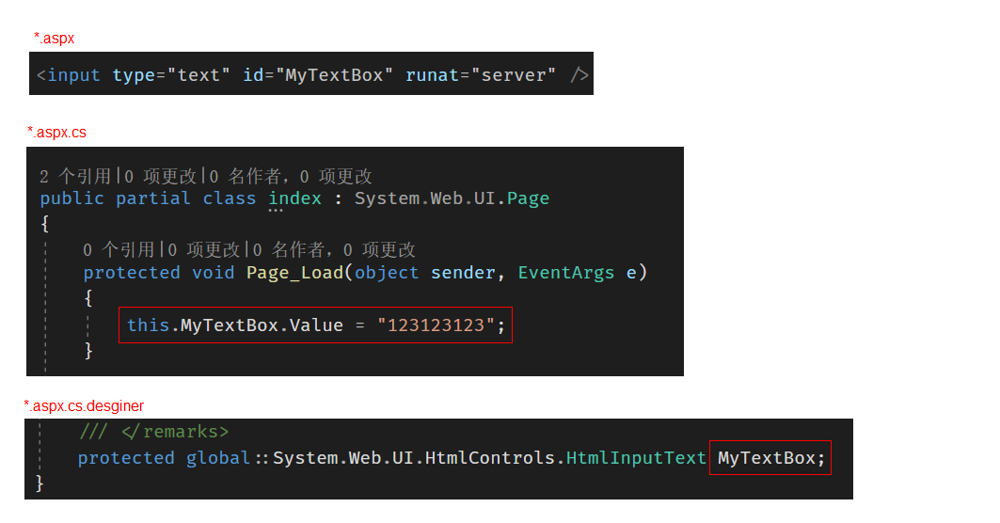 *.aspx
<input type="text" id="MyTextBox" runat="server" />
*.aspx.cs
2 个引用|0 项更改|0 名作者，0 项更改
public partial class index : System.Web.UI.Page
{
0 个引用|0 项更改|0 名作者，0 项更改
protected void Page_Load(object sender, EventArgs e)
{
this.MyTextBox.Value = "123123123";
}
*.aspx.cs.desginer
/// </remarks>
protected global::System.Web.UI.HtmlControls.HtmlInputText MyTextBox;
}